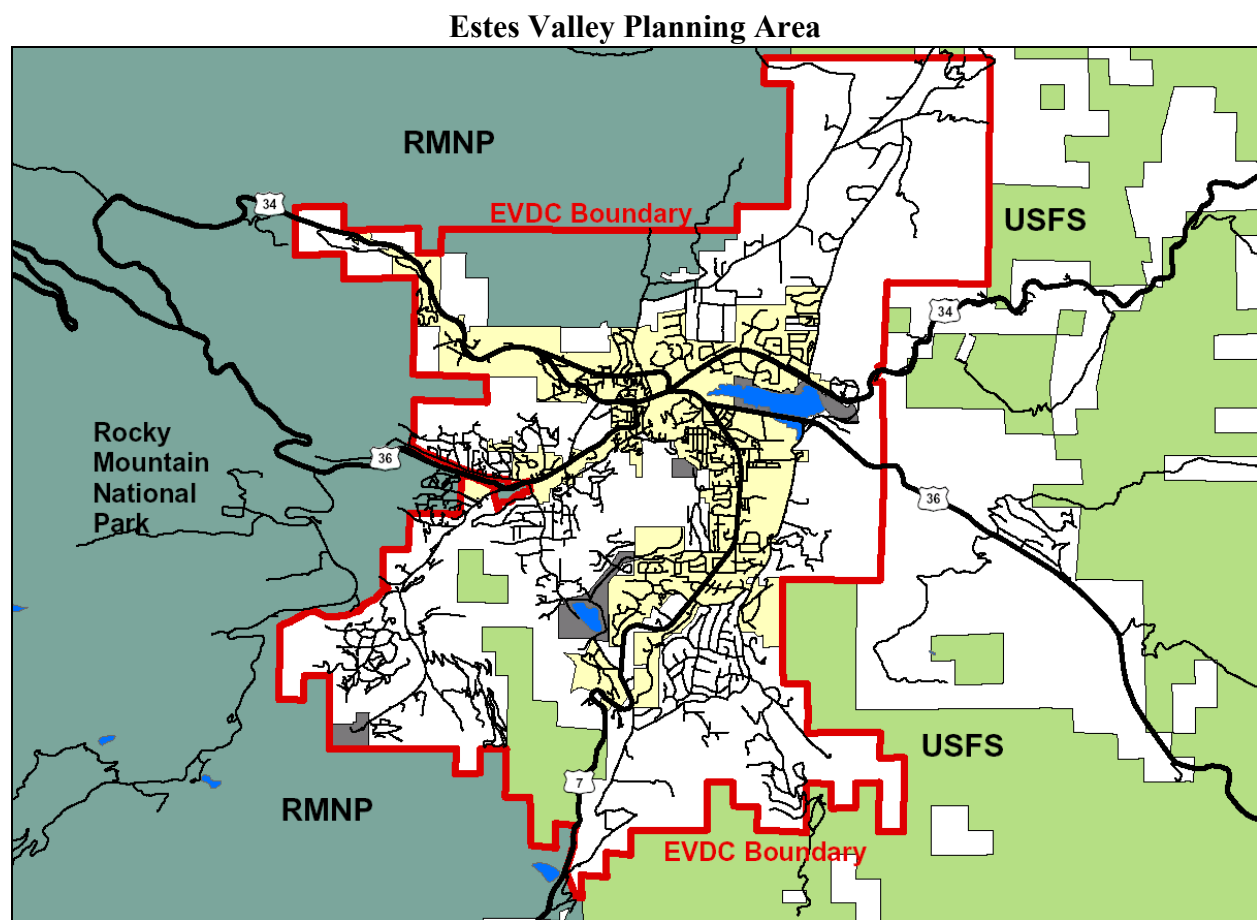 Estes Valley Planning Area
RMNP
34
EVDC Boundary
USFS
34
Rocky
Mountain
National
Park
36
36
USFS
7
RMNP
EVDC Boundary